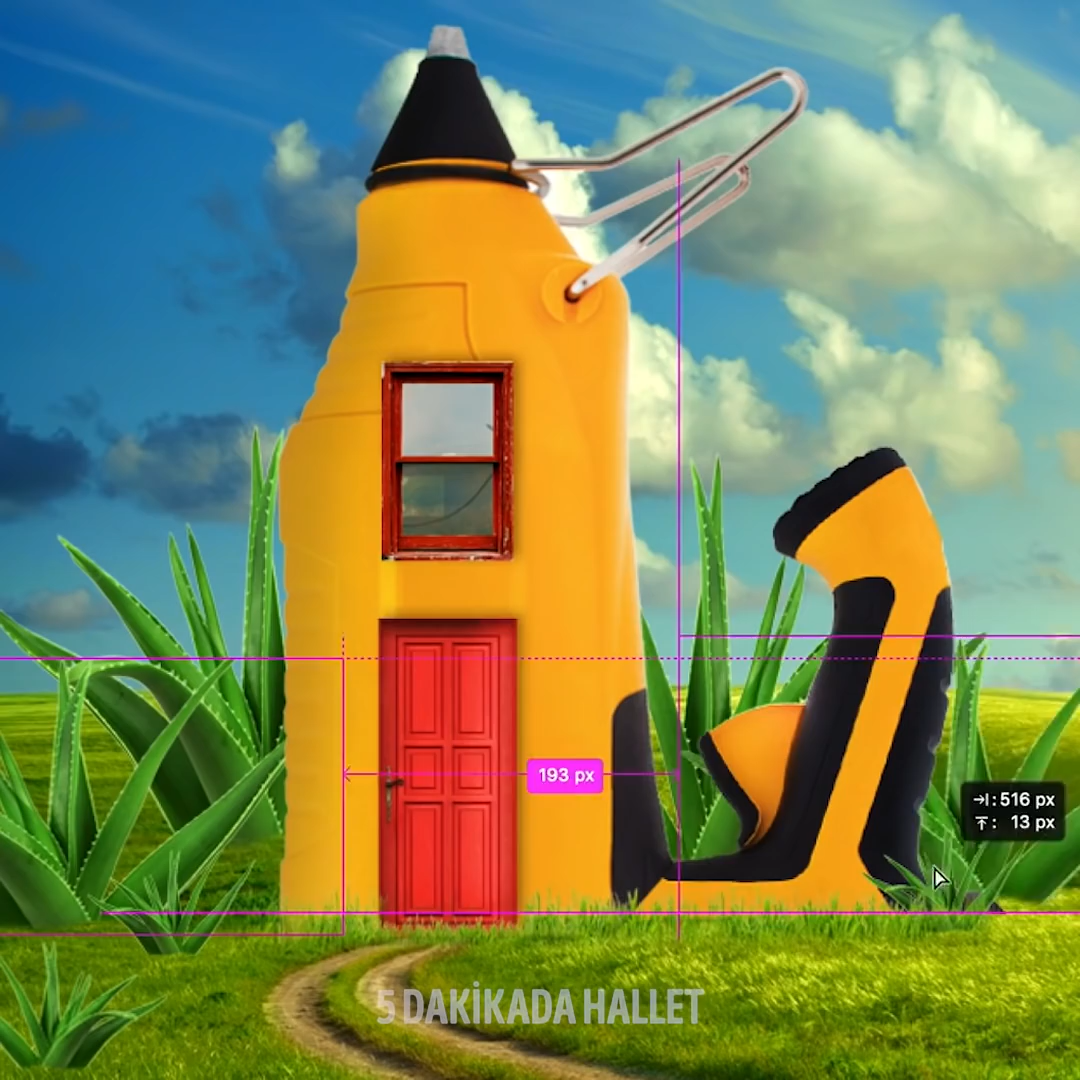 193 px
→|: 516 px
↑: 13 px
5 DAKİKADA HALLET